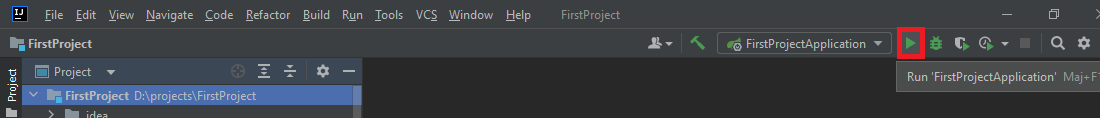 IJ File Edit View Navigate Code Refactor Build Run Tools VCS Window Help FirstProject
FirstProject FirstProjectApplication
Run 'FirstProjectApplication' Maj+F1
Project
Project
FirstProject D:\projects\FirstProject
idea